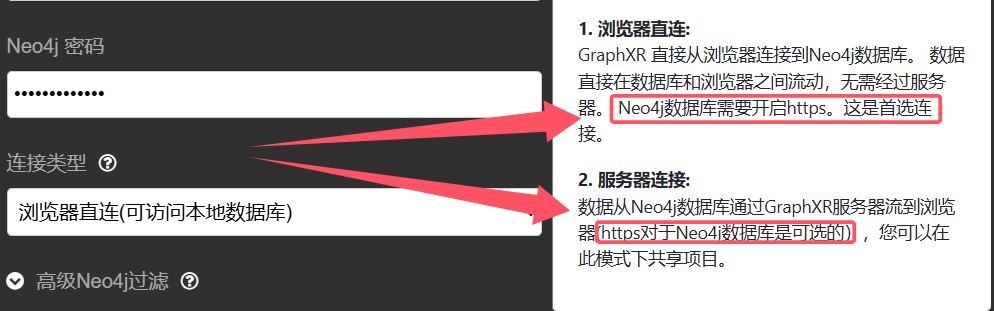 Neo4j 密码
•••••••••••••
连接类型
浏览器直连(可访问本地数据库)
高级Neo4j过滤
1. 浏览器直连:
GraphXR 直接从浏览器连接到Neo4j数据库。 数据
直接在数据库和浏览器之间流动，无需经过服务
器。 Neo4j数据库需要开启https。这是首选连
接。
2. 服务器连接:
数据从Neo4j数据库通过GraphXR服务器流到浏览
器(https对于Neo4j数据库是可选的) ，您可以在
此模式下共享项目。